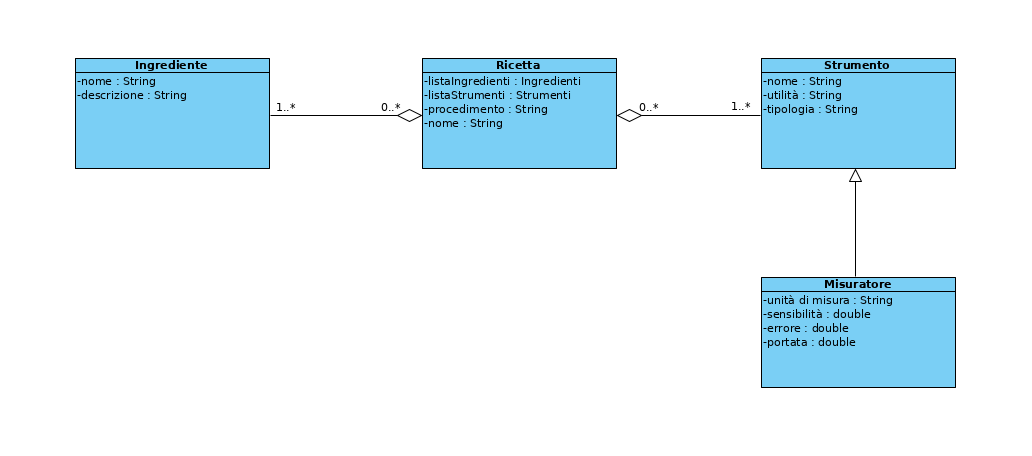 Ingrediente
-nome : String
-descrizione : String
1..*
0..*
Ricetta
-listaIngredienti : Ingredienti
-listaStrumenti : Strumenti
-procedimento : String
-nome : String
0..*
1..*
Strumento
-nome : String
-utilità : String
-tipologia : String
Misuratore
-unità di misura : String
-sensibilità : double
-errore : double
-portata : double